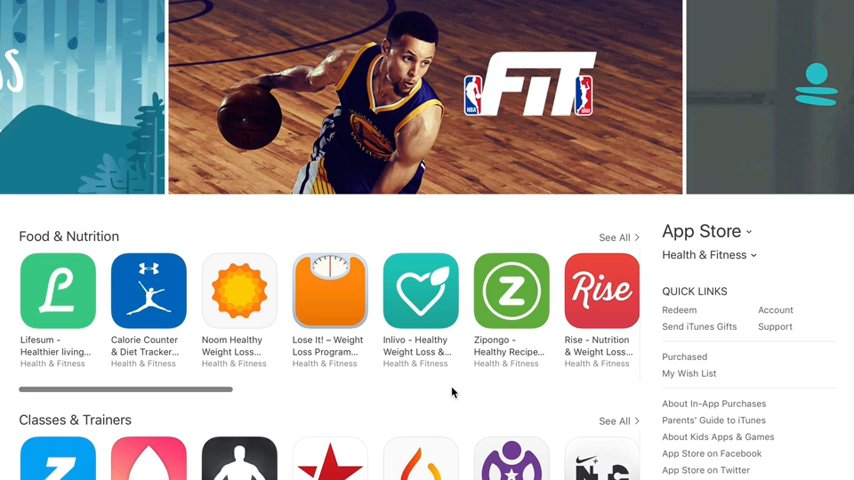 FIT
NBA
Food & Nutrition
See All >
Lifesum -
Healthier living...
Health & Fitness
Calorie Counter
& Diet Tracker...
Health & Fitness
Noom Healthy
Weight Loss...
Health & Fitness
Lose It! – Weight
Loss Program...
Health & Fitness
Inlivo - Healthy
Weight Loss &...
Health & Fitness
Zipongo -
Healthy Recipe...
Health & Fitness
Rise
Rise - Nutrition
& Weight Loss...
Health & Fitness
Classes & Trainers
See All >
App Store
Health & Fitness
QUICK LINKS
Redeem
Account
Send iTunes Gifts
Support
Purchased
My Wish List
About In-App Purchases
Parents' Guide to iTunes
About Kids Apps & Games
App Store on Facebook
App Store on Twitter